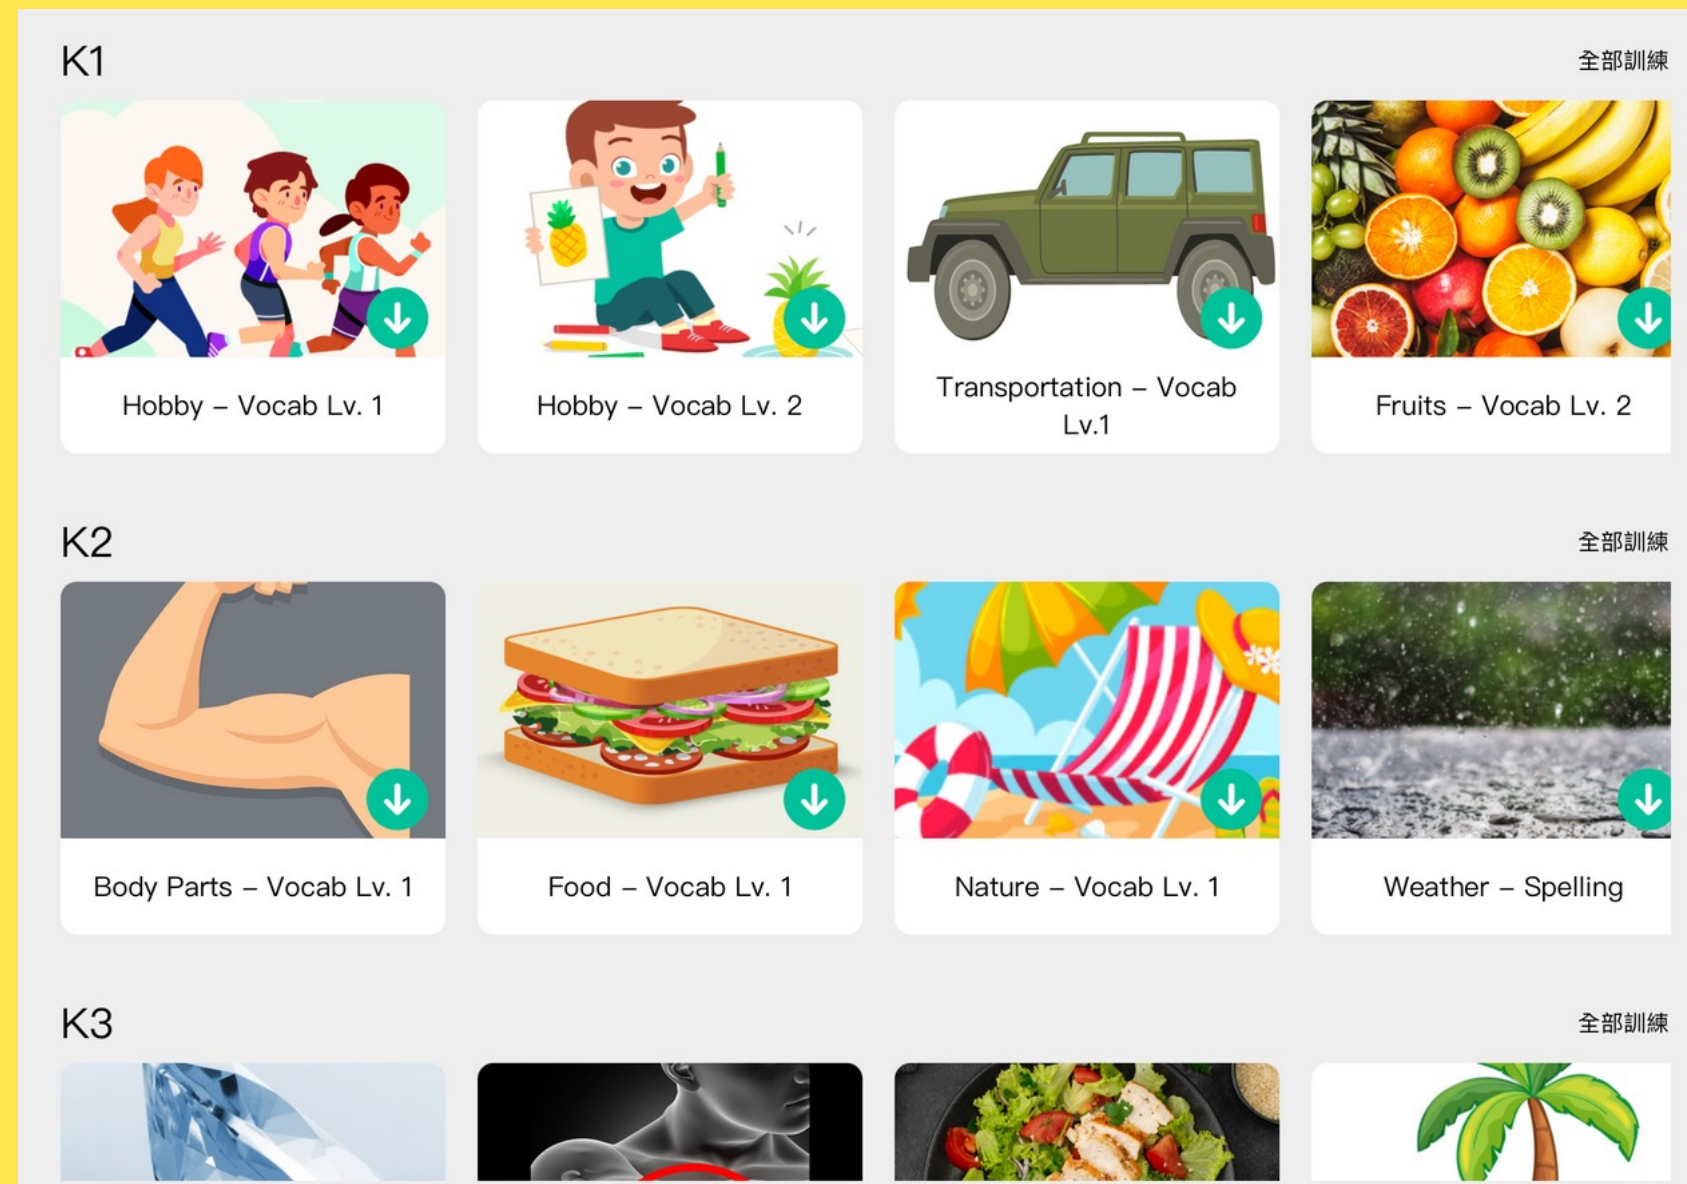 K1
全部訓練
Hobby – Vocab Lv. 1
Hobby – Vocab Lv. 2
Transportation – Vocab
Lv.1
Fruits – Vocab Lv. 2
K2
全部訓練
Body Parts – Vocab Lv. 1
Food – Vocab Lv. 1
Nature – Vocab Lv. 1
Weather – Spelling
K3
全部訓練